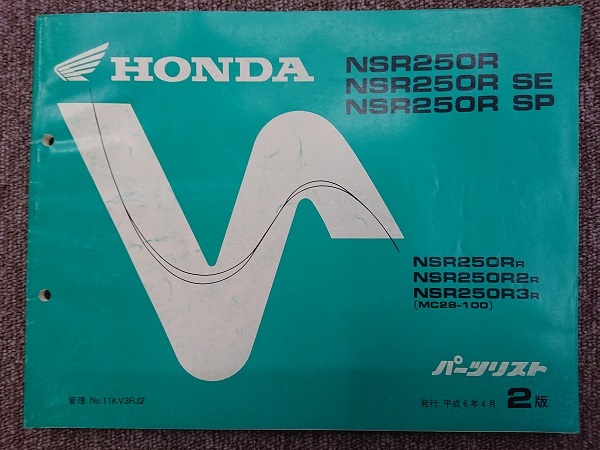 HONDA
NSR250R
NSR250R SE
NSR250R SP
NSR250RR
NSR250R2R
NSR250R3R
[MC28-100]
パーツリスト
管理 No.11KV3RJ2
発行 平成6年4月 2版